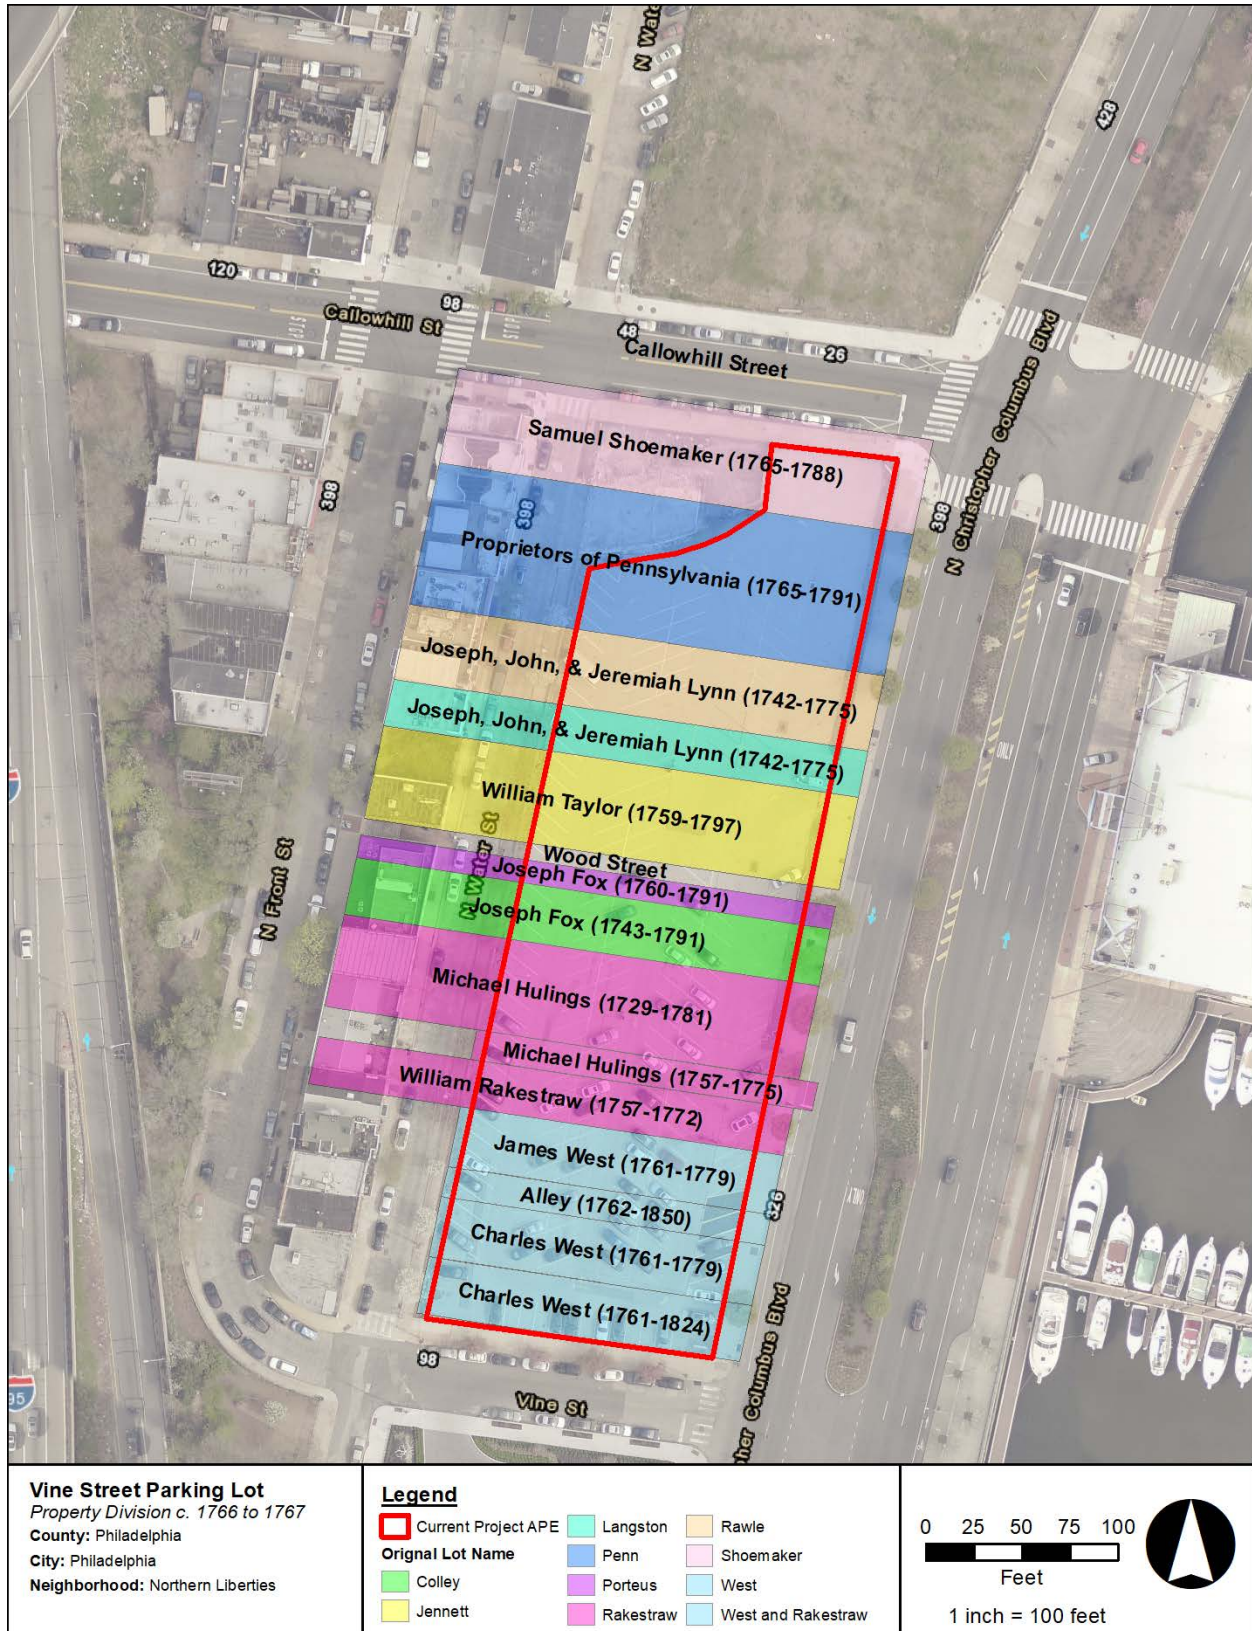 N Wate
428
120
Callowhill St
98
STOP
STOP
48
26
Callowhill Street
N Christopher Columbus Blvd
Samuel Shoemaker (1765-1788)
398
398
398
Proprietors of Pennsylvania (1765-1791)
Joseph, John, & Jeremiah Lynn (1742-1775)
Joseph, John, & Jeremiah Lynn (1742-1775)
ONLY
William Taylor (1759-1797)
N Front St
N Water St
Wood Street
Joseph Fox (1760-1791)
Joseph Fox (1743-1791)
Michael Hulings (1729-1781)
Michael Hulings (1757-1775)
William Rakestraw (1757-1772)
James West (1761-1779)
Alley (1762-1850)
326
Charles West (1761-1779)
Charles West (1761-1824)
98
95
Vine St
pher Columbus Blvd
Vine Street Parking Lot
Property Division c. 1766 to 1767
County: Philadelphia
City: Philadelphia
Neighborhood: Northern Liberties
Legend
Current Project APE
Orignal Lot Name
Colley
Jennett
Langston
Penn
Porteus
Rakestraw
Rawle
Shoemaker
West
West and Rakestraw
0 25 50 75 100
Feet
1 inch = 100 feet